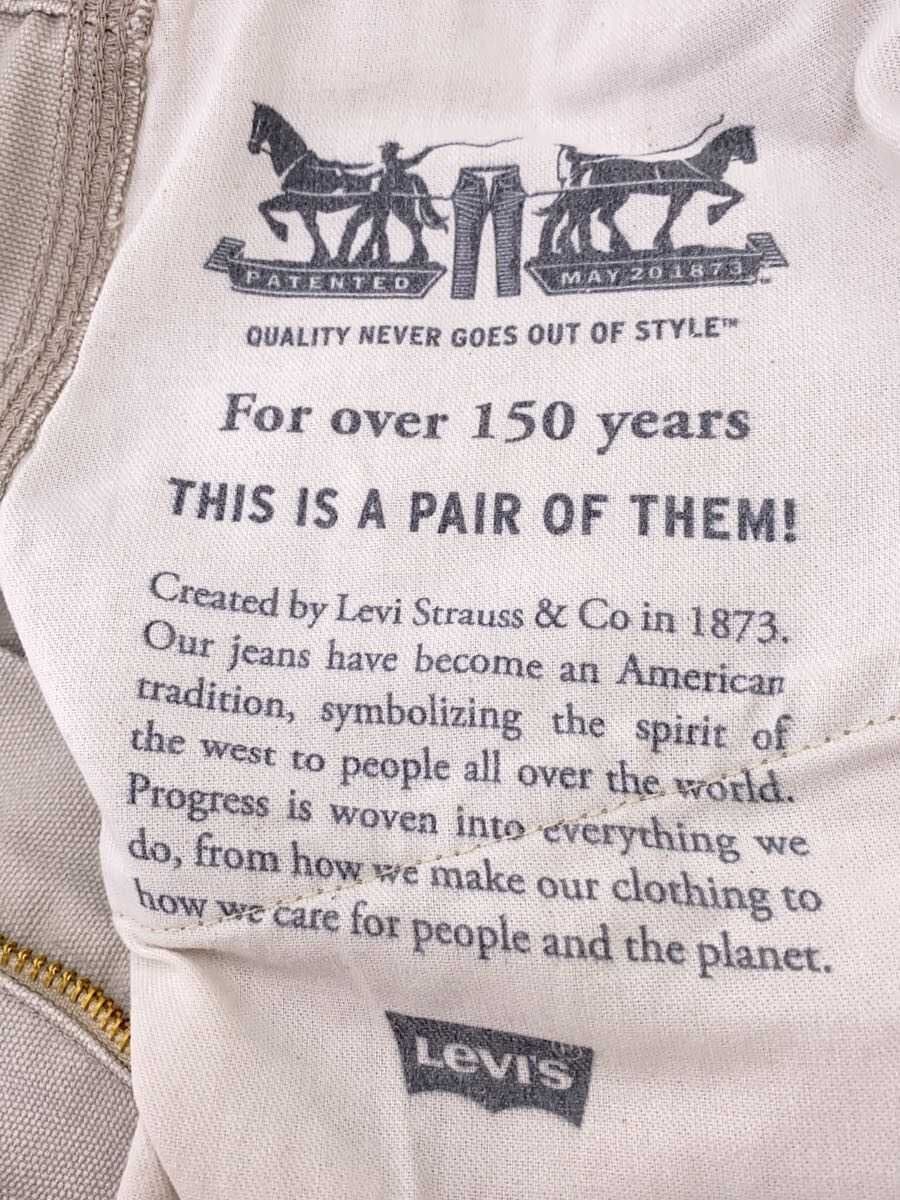 PATENTED MAY 20 1873
QUALITY NEVER GOES OUT OF STYLE™
For over 150 years
THIS IS A PAIR OF THEM!
Created by Levi Strauss & Co in 1873.
Our jeans have become an American
tradition, symbolizing the spirit of
the west to people all over the world.
Progress is woven into everything we
do, from how we make our clothing to
how we care for people and the planet.
Levi's®